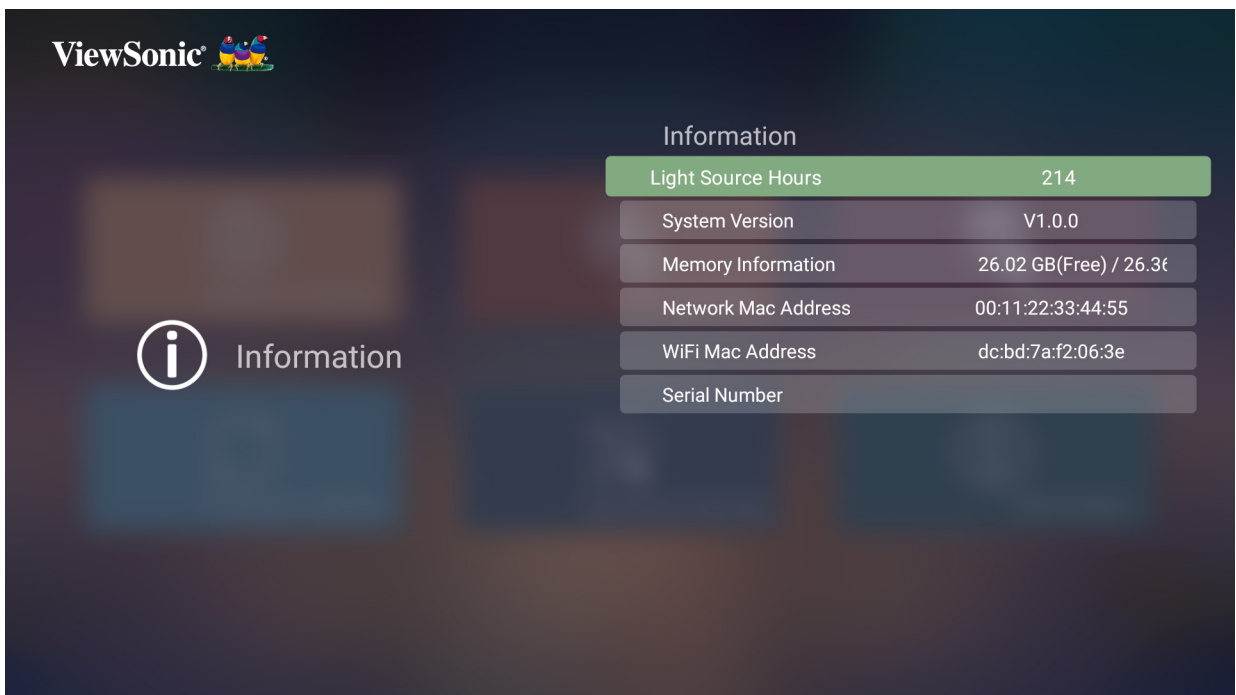 ViewSonic®
Information
Light Source Hours 214
System Version V1.0.0
Memory Information 26.02 GB(Free) / 26.36
Network Mac Address 00:11:22:33:44:55
WiFi Mac Address dc:bd:7a:f2:06:3e
Serial Number
Information